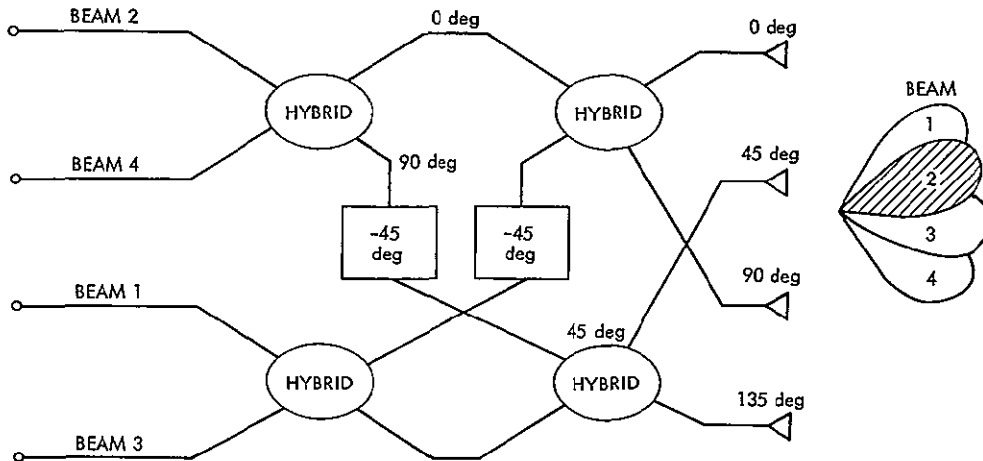 BEAM 2
0 deg
0 deg
HYBRID
HYBRID
BEAM
1
BEAM 4
90 deg
45 deg
2
-45
deg
-45
deg
3
BEAM 1
90 deg
4
45 deg
HYBRID
HYBRID
135 deg
BEAM 3